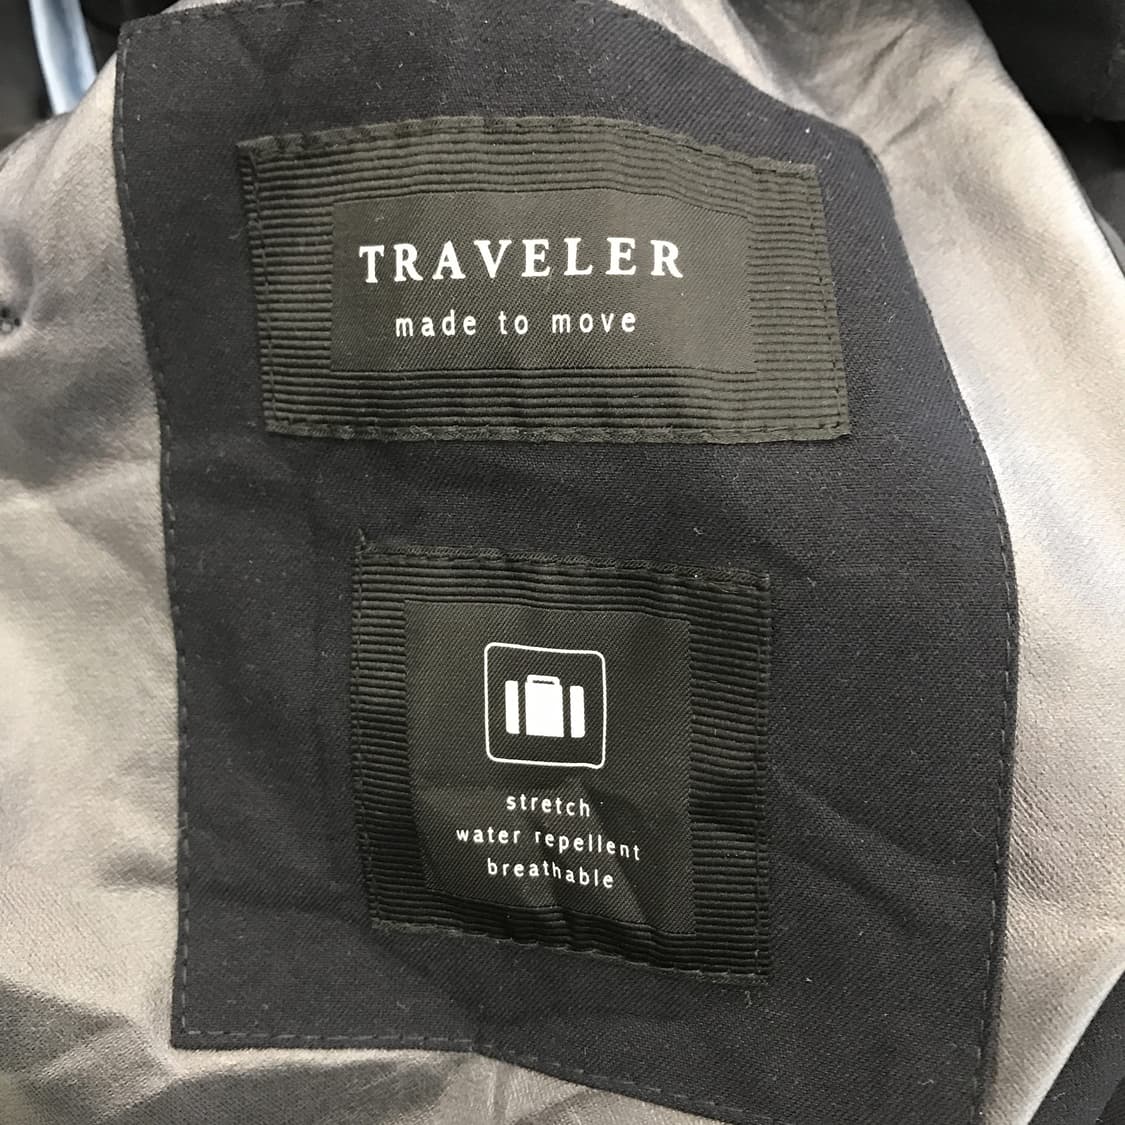 TRAVELER
made to move
stretch
water repellent
breathable